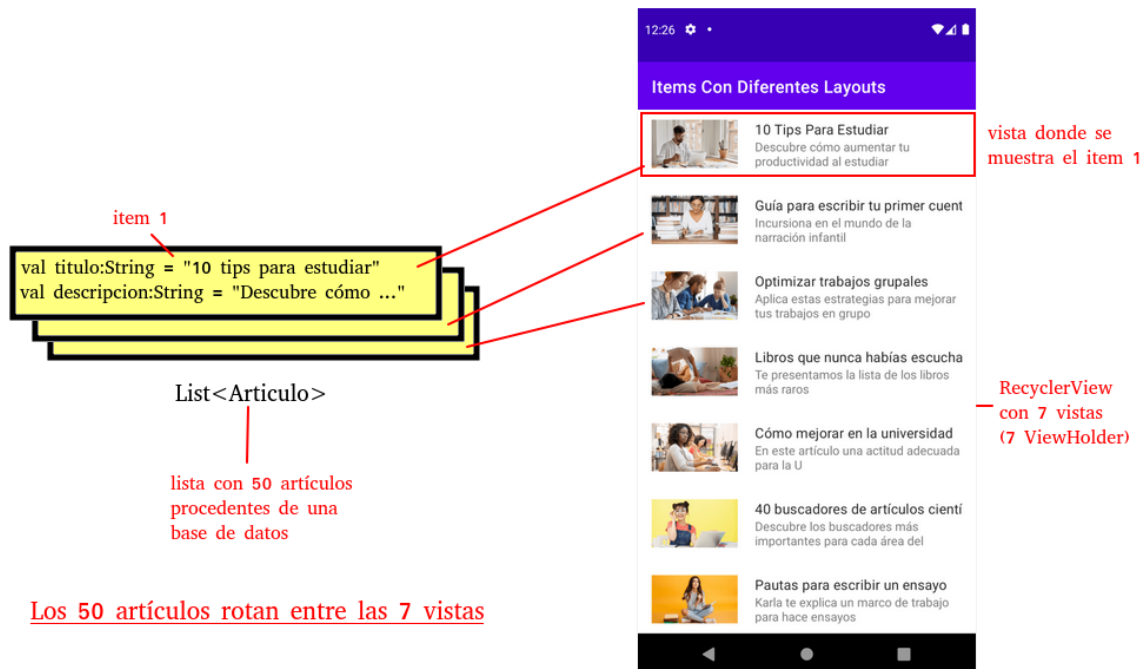 item 1
val titulo:String = "10 tips para estudiar"
val descripcion:String = "Descubre cómo ..."
List<Articulo>
lista con 50 artículos
procedentes de una
base de datos
Los 50 artículos rotan entre las 7 vistas
12:26
Items Con Diferentes Layouts
10 Tips Para Estudiar
Descubre cómo aumentar tu
productividad al estudiar
Guía para escribir tu primer cuent
Incursiona en el mundo de la
narración infantil
Optimizar trabajos grupales
Aplica estas estrategias para mejorar
tus trabajos en grupo
Libros que nunca habías escucha
Te presentamos la lista de los libros
más raros
Cómo mejorar en la universidad
En este artículo una actitud adecuada
para la U
40 buscadores de artículos cientí
Descubre los buscadores más
importantes para cada área del
Pautas para escribir un ensayo
Karla te explica un marco de trabajo
para hace ensayos
vista donde se
muestra el item 1
RecyclerView
con 7 vistas
(7 ViewHolder)